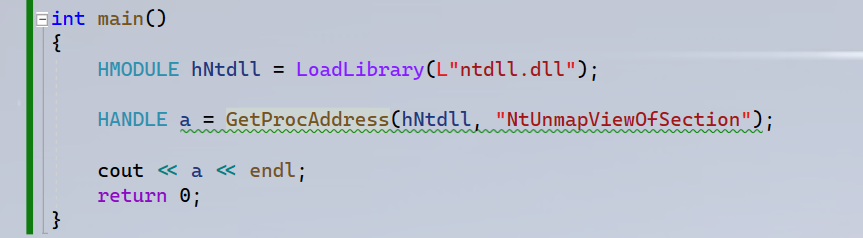 int main()
{
HMODULE hNtdll = LoadLibrary(L"ntdll.dll");
HANDLE a = GetProcAddress(hNtdll, "NtUnmapViewOfSection");
cout << a << endl;
return 0;
}